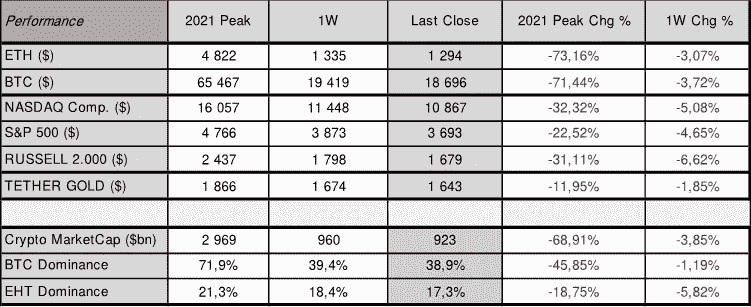 Performance 2021 Peak 1W Last Close 2021 Peak Chg % 1W Chg %
ETH ($) 4 822 1 335 1 294 -73,16% -3,07%
BTC ($) 65 467 19 419 18 696 -71,44% -3,72%
NASDAQ Comp. ($) 16 057 11 448 10 867 -32,32% -5,08%
S&P 500 ($) 4 766 3 873 3 693 -22,52% -4,65%
RUSSELL 2.000 ($) 2 437 1 798 1 679 -31,11% -6,62%
TETHER GOLD ($) 1 866 1 674 1 643 -11,95% -1,85%
Crypto MarketCap ($bn) 2 969 960 923 -68,91% -3,85%
BTC Dominance 71,9% 39,4% 38,9% -45,85% -1,19%
EHT Dominance 21,3% 18,4% 17,3% -18,75% -5,82%